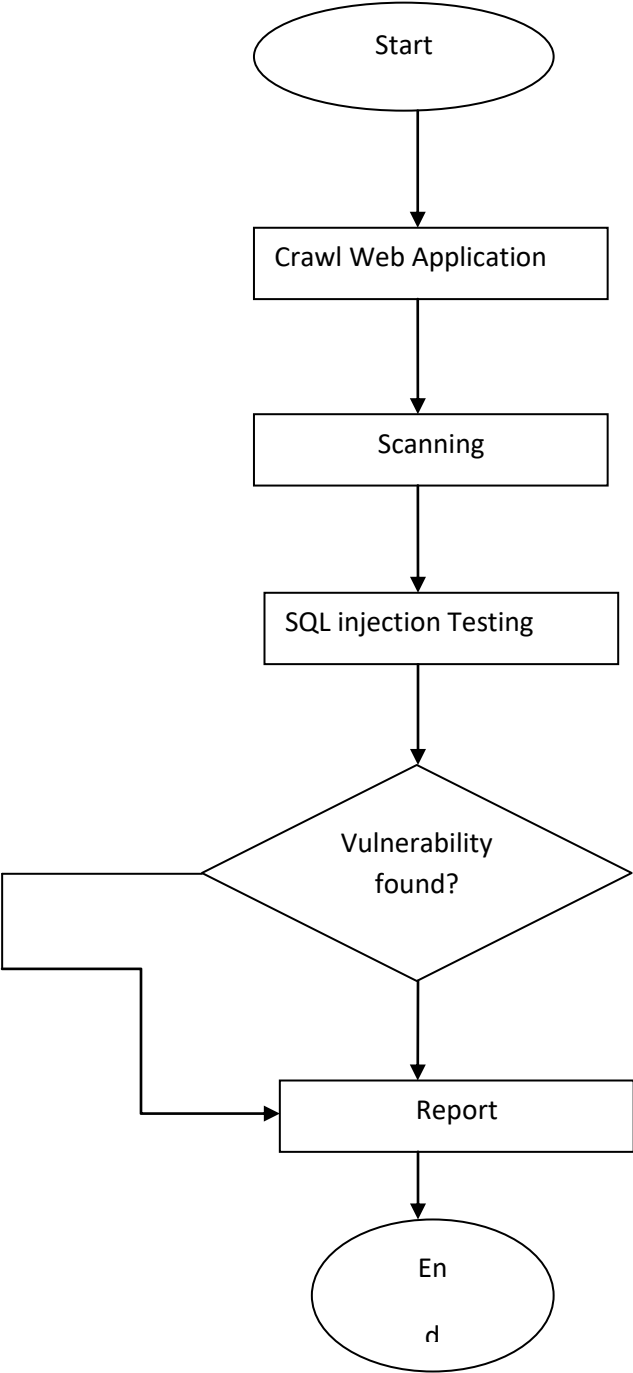 Start
Crawl Web Application
Scanning
SQL injection Testing
Vulnerability
found?
Report
En
d